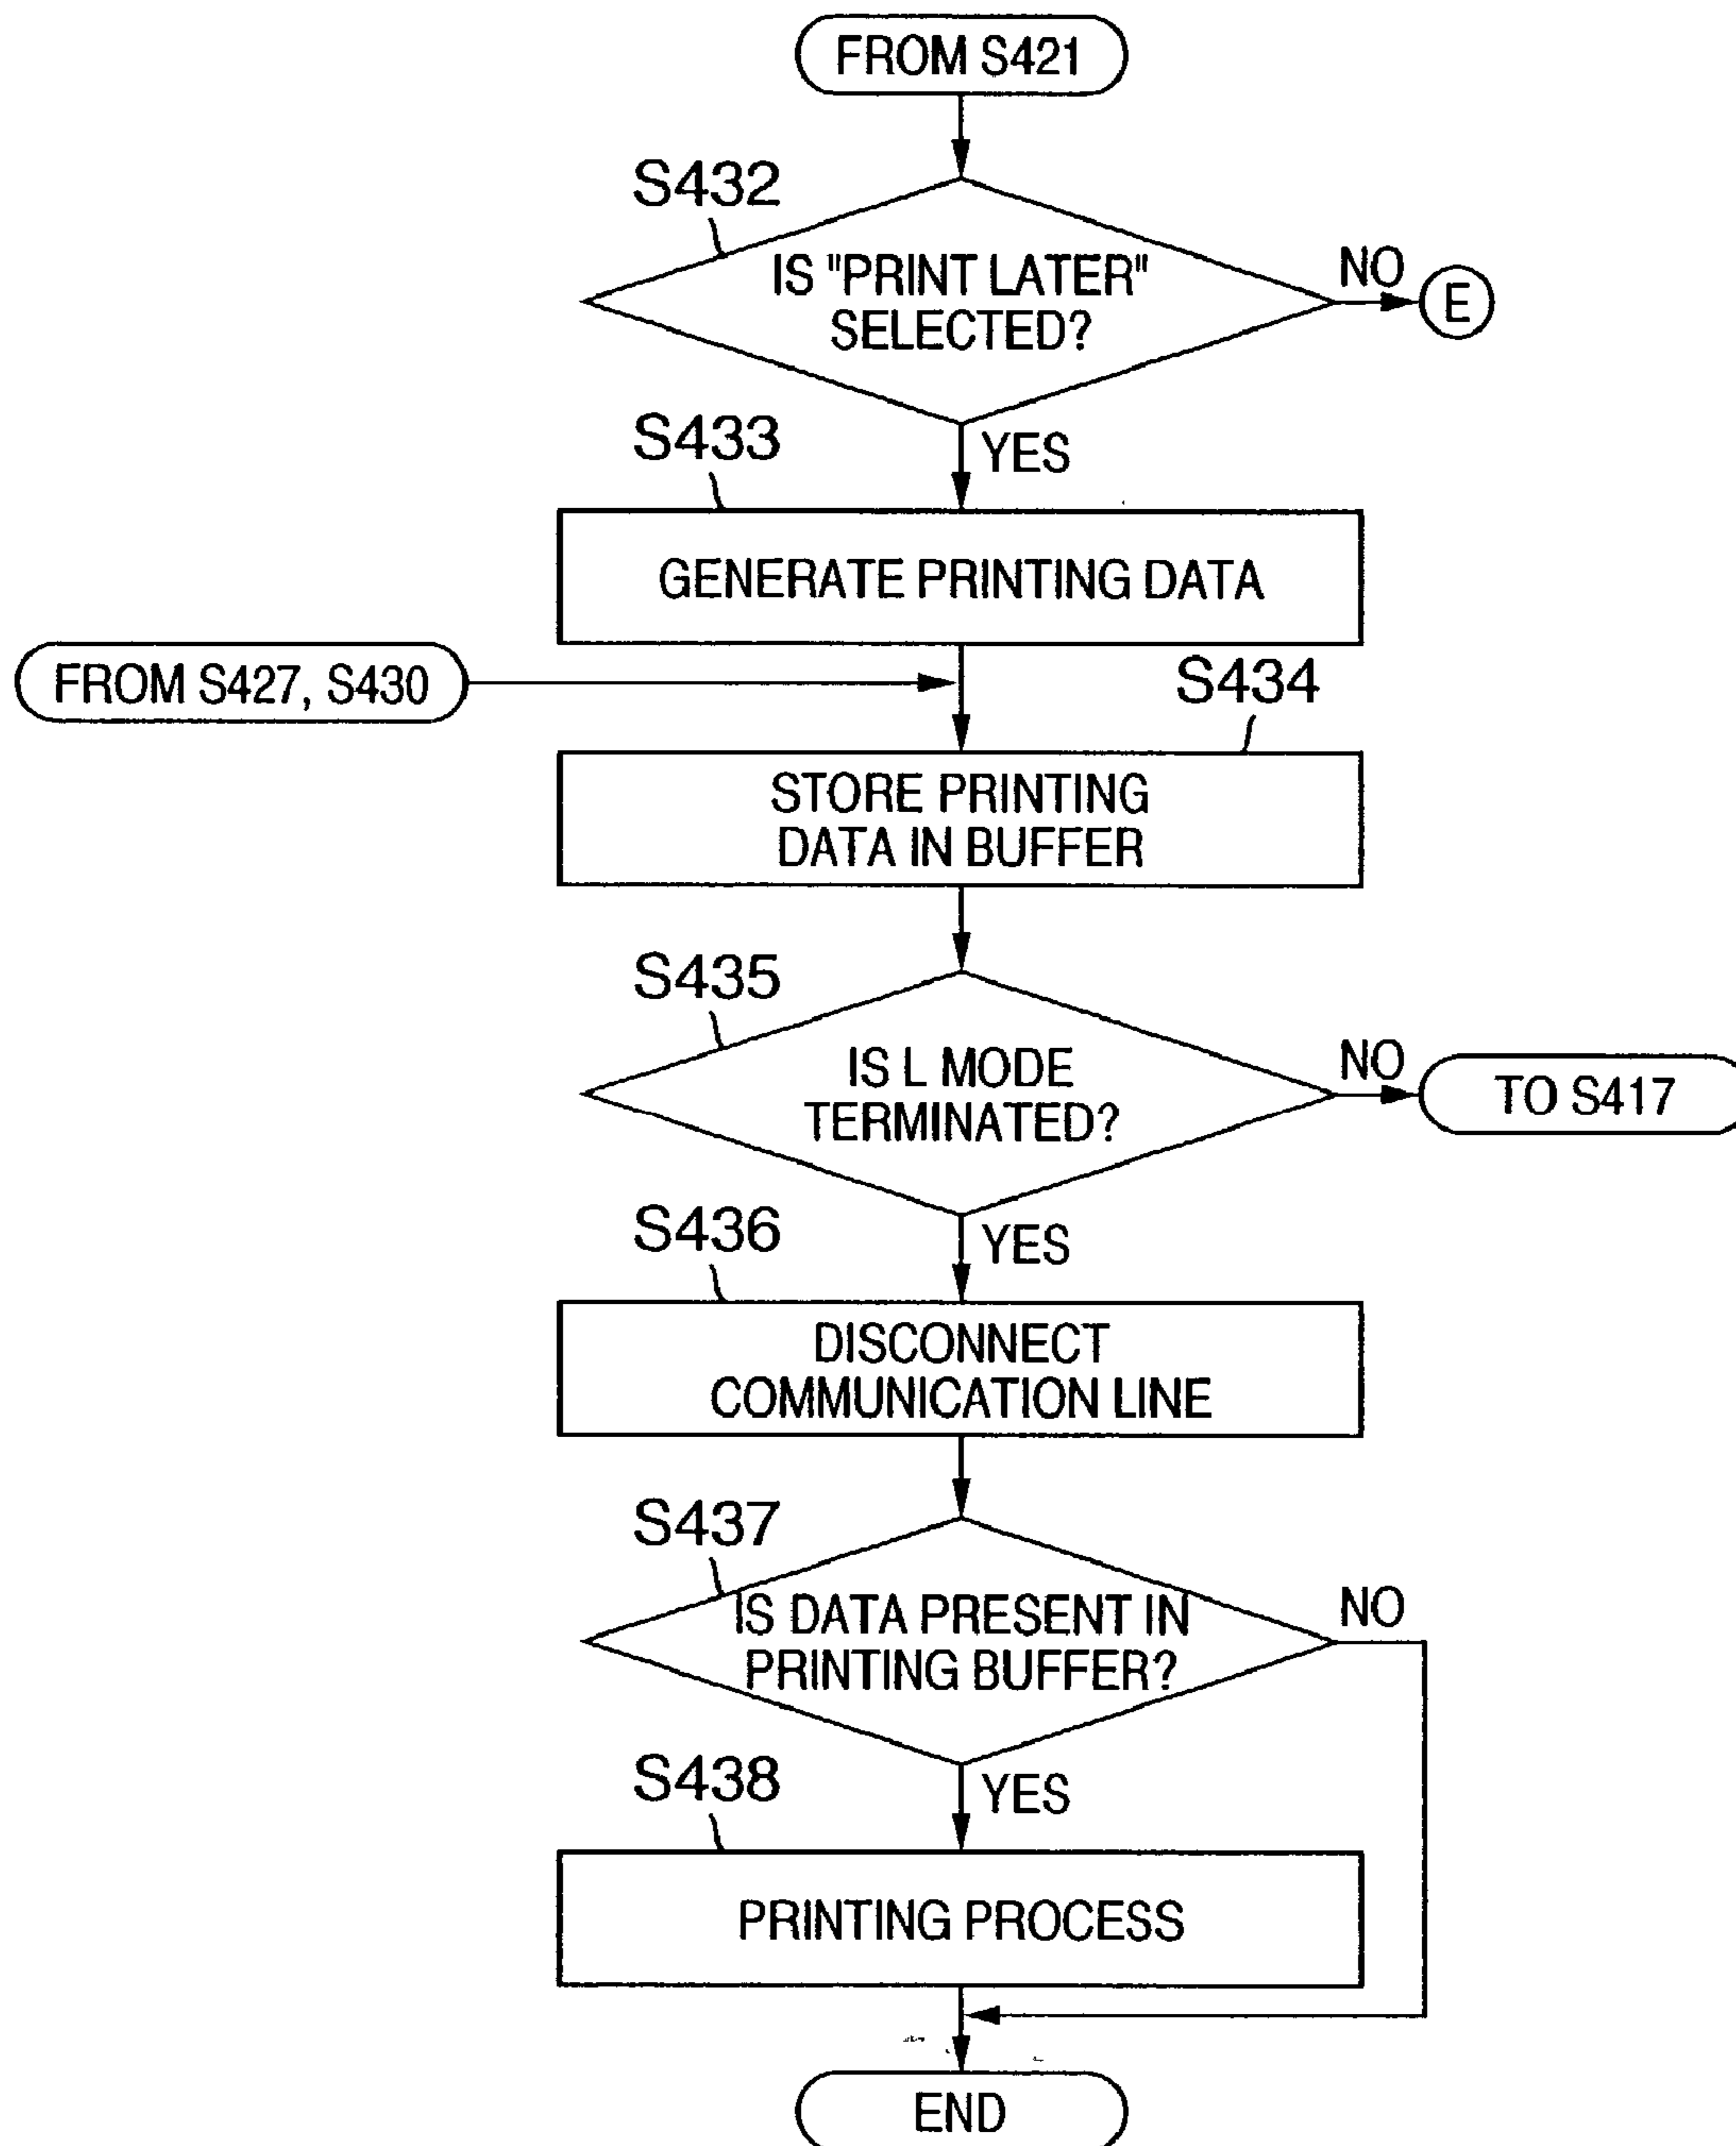 FROM S421
S432
IS "PRINT LATER"
SELECTED?
NO
E
YES
S433
GENERATE PRINTING DATA
FROM S427, S430
S434
STORE PRINTING
DATA IN BUFFER
S435
IS L MODE
TERMINATED?
NO
TO S417
YES
S436
DISCONNECT
COMMUNICATION LINE
S437
IS DATA PRESENT IN
PRINTING BUFFER?
NO
YES
S438
PRINTING PROCESS
END